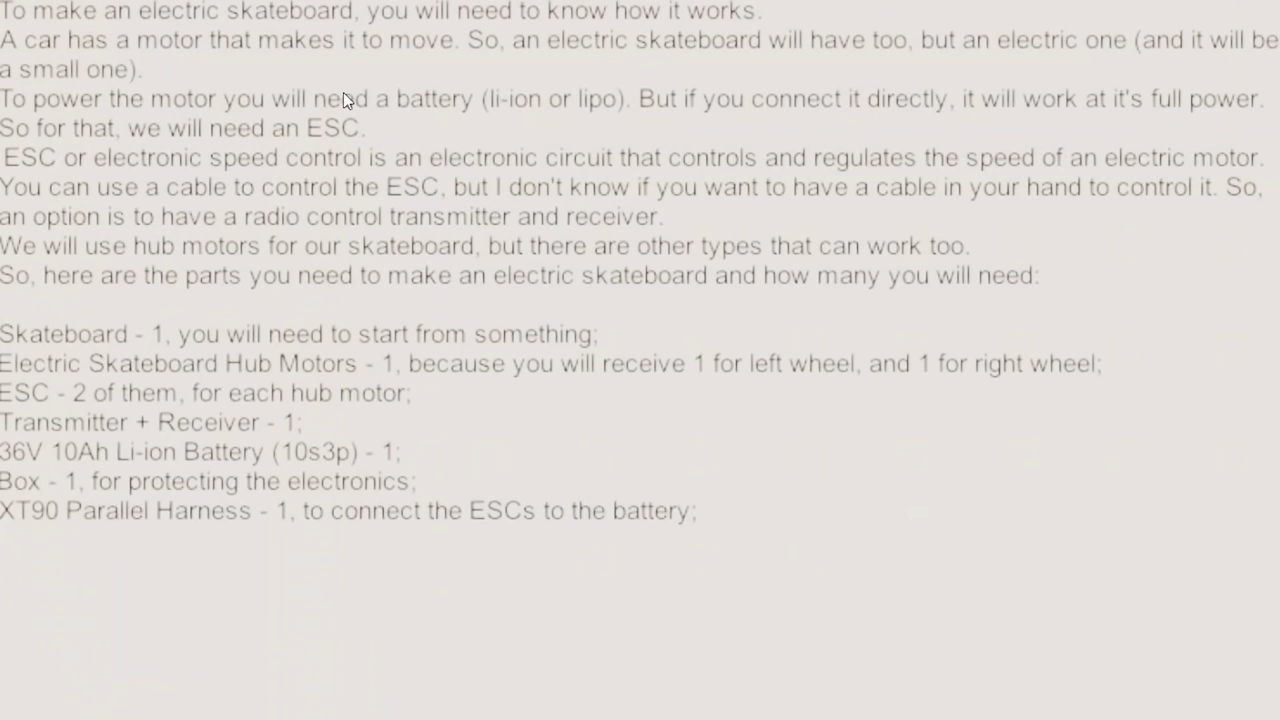 To make an electric skateboard, you will need to know how it works.
A car has a motor that makes it to move. So, an electric skateboard will have too, but an electric one (and it will be
a small one).
To power the motor you will need a battery (li-ion or lipo). But if you connect it directly, it will work at it's full power.
So for that, we will need an ESC.
ESC or electronic speed control is an electronic circuit that controls and regulates the speed of an electric motor.
You can use a cable to control the ESC, but I don't know if you want to have a cable in your hand to control it. So,
an option is to have a radio control transmitter and receiver.
We will use hub motors for our skateboard, but there are other types that can work too.
So, here are the parts you need to make an electric skateboard and how many you will need:
Skateboard - 1, you will need to start from something;
Electric Skateboard Hub Motors - 1, because you will receive 1 for left wheel, and 1 for right wheel;
ESC - 2 of them, for each hub motor;
Transmitter + Receiver - 1;
36V 10Ah Li-ion Battery (10s3p) - 1;
Box - 1, for protecting the electronics;
XT90 Parallel Harness - 1, to connect the ESCs to the battery;